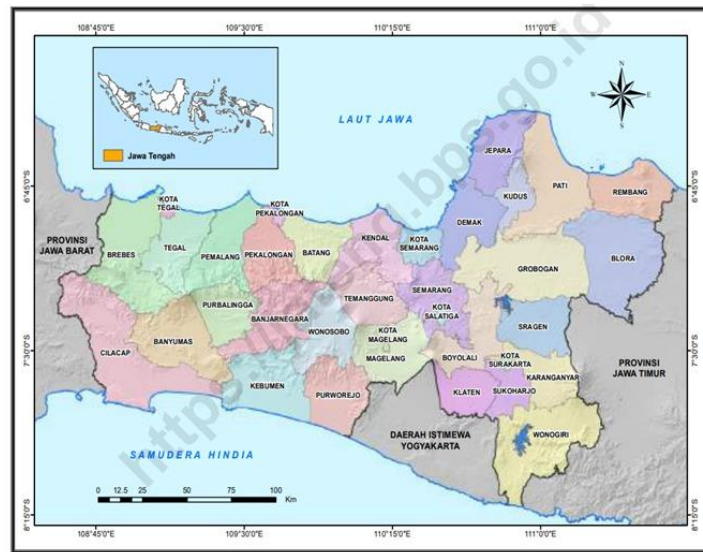 108°45'0"E 109°30'0"E 110°15'0"E 111°0'0"E
Jawa Tengah
LAUT JAWA
N
W E
S
6°45'0"S 6°45'0"S
JEPARA
KUDUS
PATI
REMBANG
KOTA
TEGAL
KOTA
PEKALONGAN
DEMAK
PROVINSI
JAWA BARAT
BREBES
TEGAL
PEMALANG
PEKALONGAN
BATANG
KENDAL
KOTA
SEMARANG
GROBOGAN
BLORA
SEMARANG
PURBALINGGA
BANJARNEGARA
WONOSOBO
TEMANGGUNG
KOTA
SALATIGA
SRAGEN
7°30'0"S 7°30'0"S
CILACAP
BANYUMAS
KOTA
MAGELANG
MAGELANG
BOYOLALI
KOTA
SURAKARTA
KARANGANYAR
PROVINSI
JAWA TIMUR
KEBUMEN
PURWOREJO
KLATEN
SUKOHARJO
DAERAH ISTIMEWA
YOGYAKARTA
WONOGIRI
SAMUDERA HINDIA
0 12.5 25 50 75 100
Km
8°15'0"S 8°15'0"S
108°45'0"E 109°30'0"E 110°15'0"E 111°0'0"E